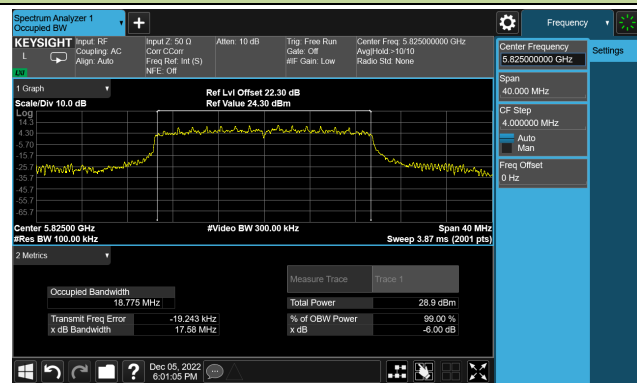 Spectrum Analyzer 1
Occupied BW
+
Frequency
KEYSIGHT
L
Input: RF
Coupling: AC
Align: Auto
Input Z: 50 Ω
Corr CCorr
Freq Ref: Int (S)
NFE: Off
Atten: 10 dB
Trig: Free Run
Gate: Off
#IF Gain: Low
Center Freq: 5.825000000 GHz
Avg|Hold:>10/10
Radio Std: None
Center Frequency
5.825000000 GHz
Settings
Span
40.000 MHz
CF Step
4.000000 MHz
Auto
Man
Freq Offset
0 Hz
1 Graph
Scale/Div 10.0 dB
Ref Lvl Offset 22.30 dB
Ref Value 24.30 dBm
Log
14.3
4.30
-5.70
-15.7
-25.7
-35.7
-45.7
-55.7
-65.7
Center 5.82500 GHz
#Res BW 100.00 kHz
#Video BW 300.00 kHz
Span 40 MHz
Sweep 3.87 ms (2001 pts)
2 Metrics
Measure Trace
Trace 1
Occupied Bandwidth
18.775 MHz
Total Power 28.9 dBm
Transmit Freq Error -19.243 kHz
% of OBW Power 99.00 %
x dB Bandwidth 17.58 MHz
x dB -6.00 dB
?
Dec 05, 2022
6:01:05 PM